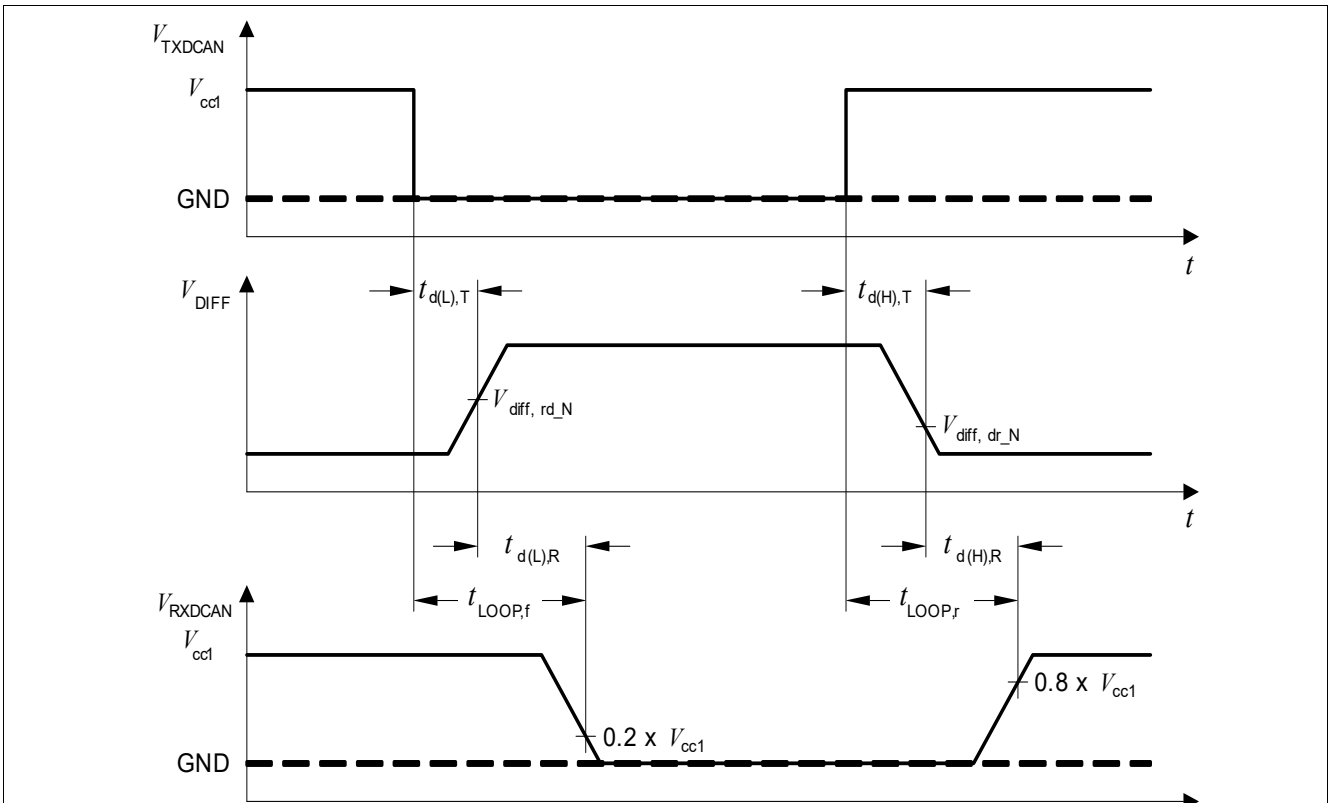 V_TXDCAN
V_cc1
GND
t
V_DIFF
t_d(L),T
t_d(H),T
V_diff, rd_N
V_diff, dr_N
t
t_d(L),R
t_d(H),R
V_RXDCAN
t_LOOP,f
t_LOOP,r
V_cc1
0.8 x V_cc1
0.2 x V_cc1
GND